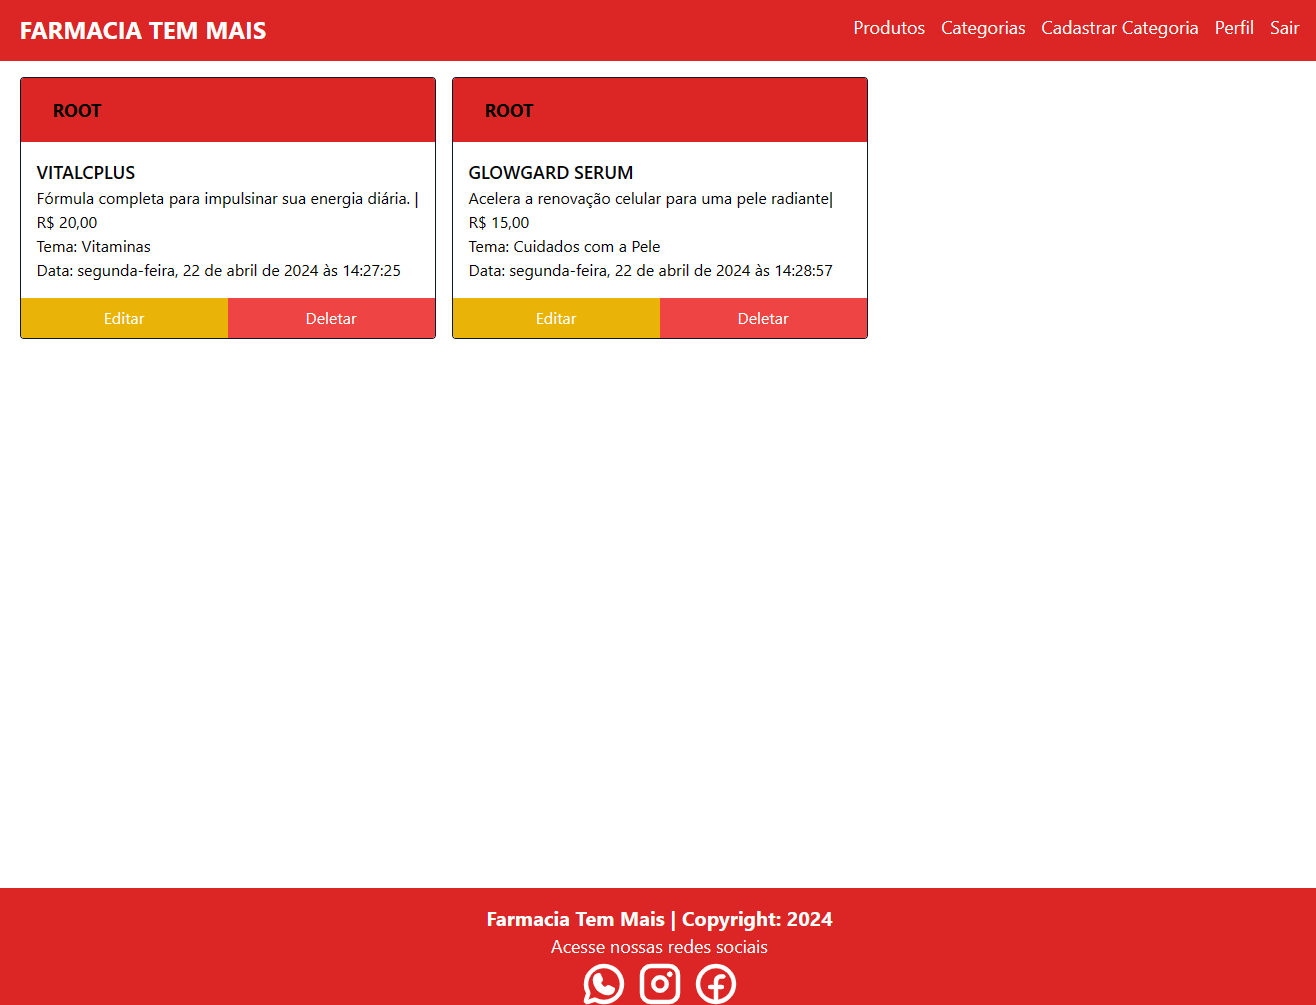 FARMACIA TEM MAIS
Produtos Categorias Cadastrar Categoria Perfil Sair
ROOT
VITALCPLUS
Fórmula completa para impulsinar sua energia diária. |
R$ 20,00
Tema: Vitaminas
Data: segunda-feira, 22 de abril de 2024 às 14:27:25
Editar Deletar
ROOT
GLOWGARD SERUM
Acelera a renovação celular para uma pele radiante|
R$ 15,00
Tema: Cuidados com a Pele
Data: segunda-feira, 22 de abril de 2024 às 14:28:57
Editar Deletar
Farmacia Tem Mais | Copyright: 2024
Acesse nossas redes sociais